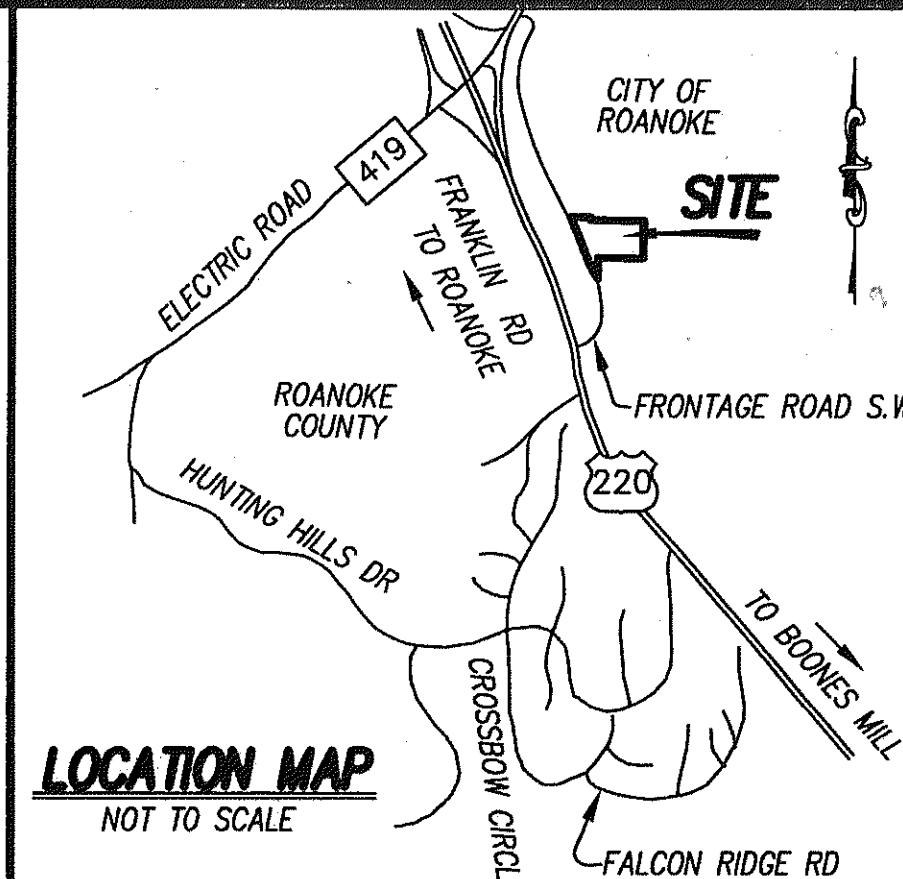 CITY OF
ROANOKE
SITE
419
ELECTRIC ROAD
FRANKLIN RD
TO ROANOKE
ROANOKE
COUNTY
FRONTAGE ROAD S.W
220
HUNTING HILLS DR
TO BOONES MILL
CROSSBOW CIRCL
LOCATION MAP
NOT TO SCALE
FALCON RIDGE RD